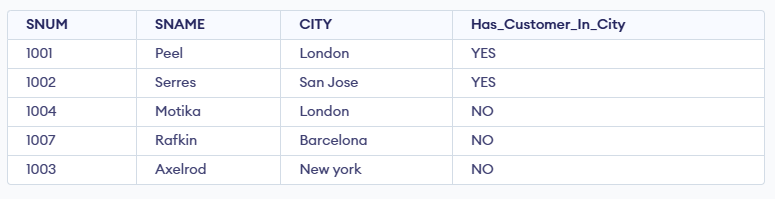 SNUM SNAME CITY Has_Customer_In_City
1001 Peel London YES
1002 Serres San Jose YES
1004 Motika London NO
1007 Rafkin Barcelona NO
1003 Axelrod New york NO